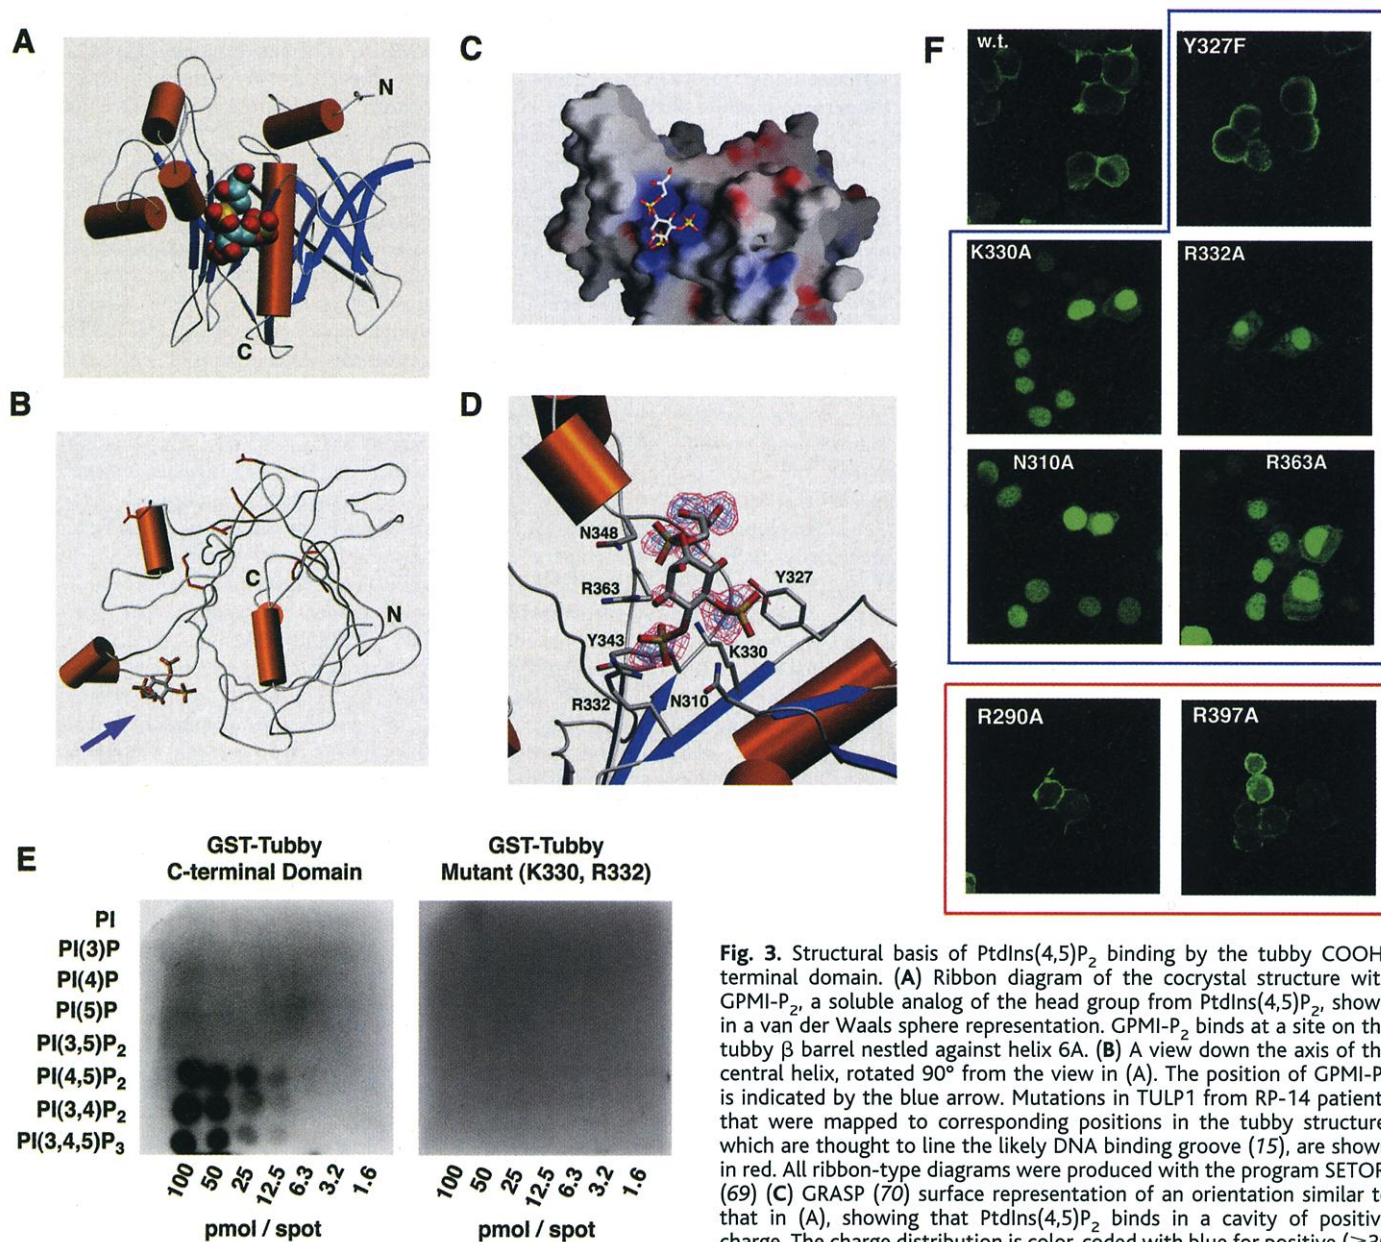 A
N
C
B
C
N
C
D
N348
R363
Y327
Y343
K330
R332
N310
E
GST-Tubby
C-terminal Domain
GST-Tubby
Mutant (K330, R332)
PI
PI(3)P
PI(4)P
PI(5)P
PI(3,5)P2
PI(4,5)P2
PI(3,4)P2
PI(3,4,5)P3
100 50 25 12.5 6.3 3.2 1.6
pmol / spot
100 50 25 12.5 6.3 3.2 1.6
pmol / spot
F
w.t.
Y327F
K330A
R332A
N310A
R363A
R290A
R397A
Fig. 3. Structural basis of PtdIns(4,5)P2 binding by the tubby COOH
terminal domain. (A) Ribbon diagram of the cocrystal structure wit
GPMI-P2, a soluble analog of the head group from PtdIns(4,5)P2, show
in a van der Waals sphere representation. GPMI-P2 binds at a site on th
tubby β barrel nestled against helix 6A. (B) A view down the axis of th
central helix, rotated 90° from the view in (A). The position of GPMI-P
is indicated by the blue arrow. Mutations in TULP1 from RP-14 patient
that were mapped to corresponding positions in the tubby structure
which are thought to line the likely DNA binding groove (15), are show
in red. All ribbon-type diagrams were produced with the program SETOR
(69) (C) GRASP (70) surface representation of an orientation similar t
that in (A), showing that PtdIns(4,5)P2 binds in a cavity of positiv